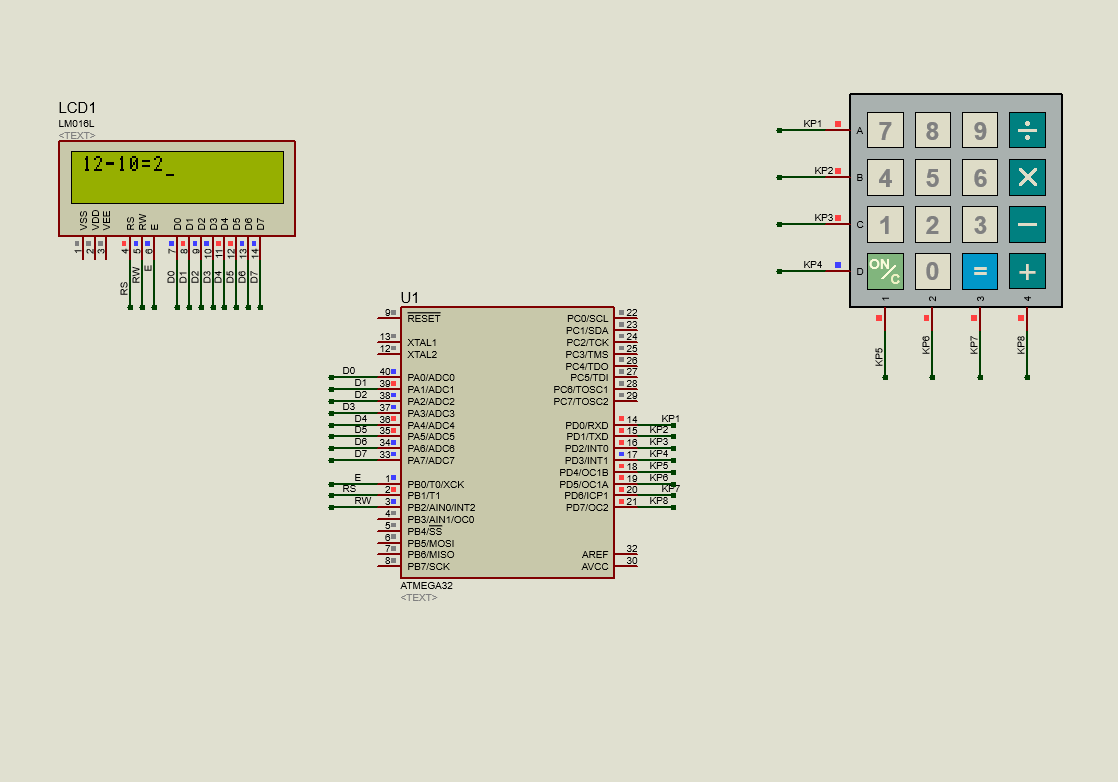 LCD1
LM016L
<TEXT>
12-10=2_
VSS VDD VEE RS RW E D0 D1 D2 D3 D4 D5 D6 D7
1 2 3 4 5 6 7 8 9 10 11 12 13 14
RS RW E D0 D1 D2 D3 D4 D5 D6 D7
KP1 A 7 8 9 ÷
KP2 B 4 5 6 ×
KP3 C 1 2 3 −
KP4 D ON/C 0 = +
1 2 3 4
KP5 KP6 KP7 KP8
U1
9 RESET
13 XTAL1
12 XTAL2
D0 40 PA0/ADC0
D1 39 PA1/ADC1
D2 38 PA2/ADC2
D3 37 PA3/ADC3
D4 36 PA4/ADC4
D5 35 PA5/ADC5
D6 34 PA6/ADC6
D7 33 PA7/ADC7
E 1 PB0/T0/XCK
RS 2 PB1/T1
RW 3 PB2/AIN0/INT2
4 PB3/AIN1/OC0
5 PB4/SS
6 PB5/MOSI
7 PB6/MISO
8 PB7/SCK
PC0/SCL 22
PC1/SDA 23
PC2/TCK 24
PC3/TMS 25
PC4/TDO 26
PC5/TDI 27
PC6/TOSC1 28
PC7/TOSC2 29
PD0/RXD 14 KP1
PD1/TXD 15 KP2
PD2/INT0 16 KP3
PD3/INT1 17 KP4
PD4/OC1B 18 KP5
PD5/OC1A 19 KP6
PD6/ICP1 20 KP7
PD7/OC2 21 KP8
AREF 32
AVCC 30
ATMEGA32
<TEXT>